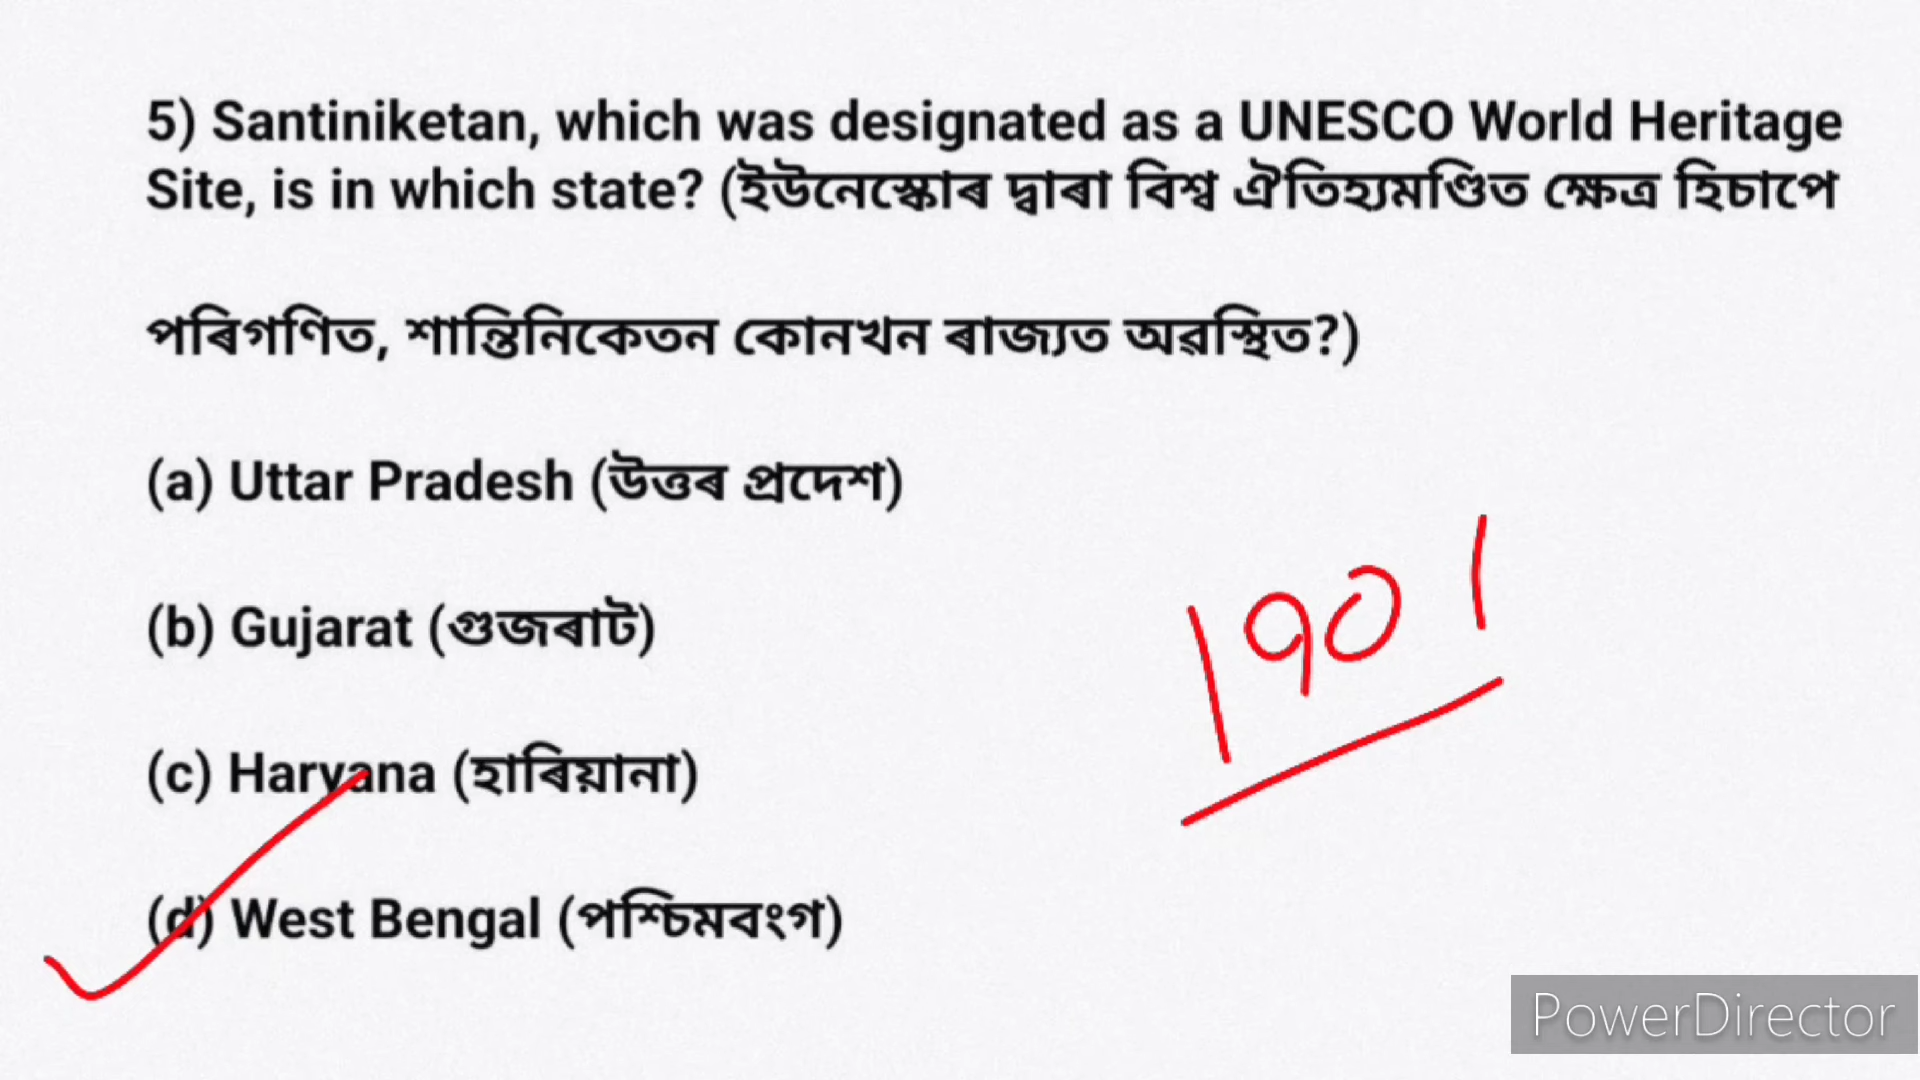 5) Santiniketan, which was designated as a UNESCO World Heritage
Site, is in which state? (ইউনেস্কোৰ দ্বাৰা বিশ্ব ঐতিহ্যমণ্ডিত ক্ষেত্ৰ হিচাপে
পৰিগণিত, শান্তিনিকেতন কোনখন ৰাজ্যত অৱস্থিত?)
(a) Uttar Pradesh (উত্তৰ প্ৰদেশ)
(b) Gujarat (গুজৰাট)
1901
(c) Haryana (হাৰিয়ানা)
(d) West Bengal (পশ্চিমবংগ)
PowerDirector